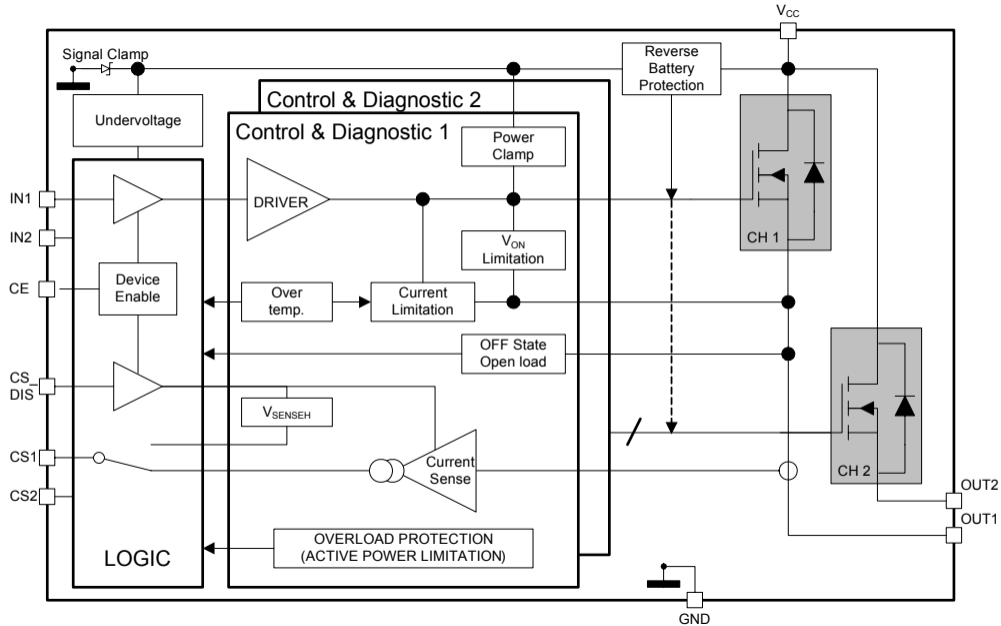 VCC
Signal Clamp
Reverse
Battery
Protection
Control & Diagnostic 2
Undervoltage
Control & Diagnostic 1
Power
Clamp
IN1
DRIVER
IN2
VON
Limitation
CH 1
CE
Device
Enable
Over
temp.
Current
Limitation
OFF State
Open load
CS_
DIS
VSENSEH
CS1
Current
Sense
CH 2
CS2
OUT2
OUT1
LOGIC
OVERLOAD PROTECTION
(ACTIVE POWER LIMITATION)
GND